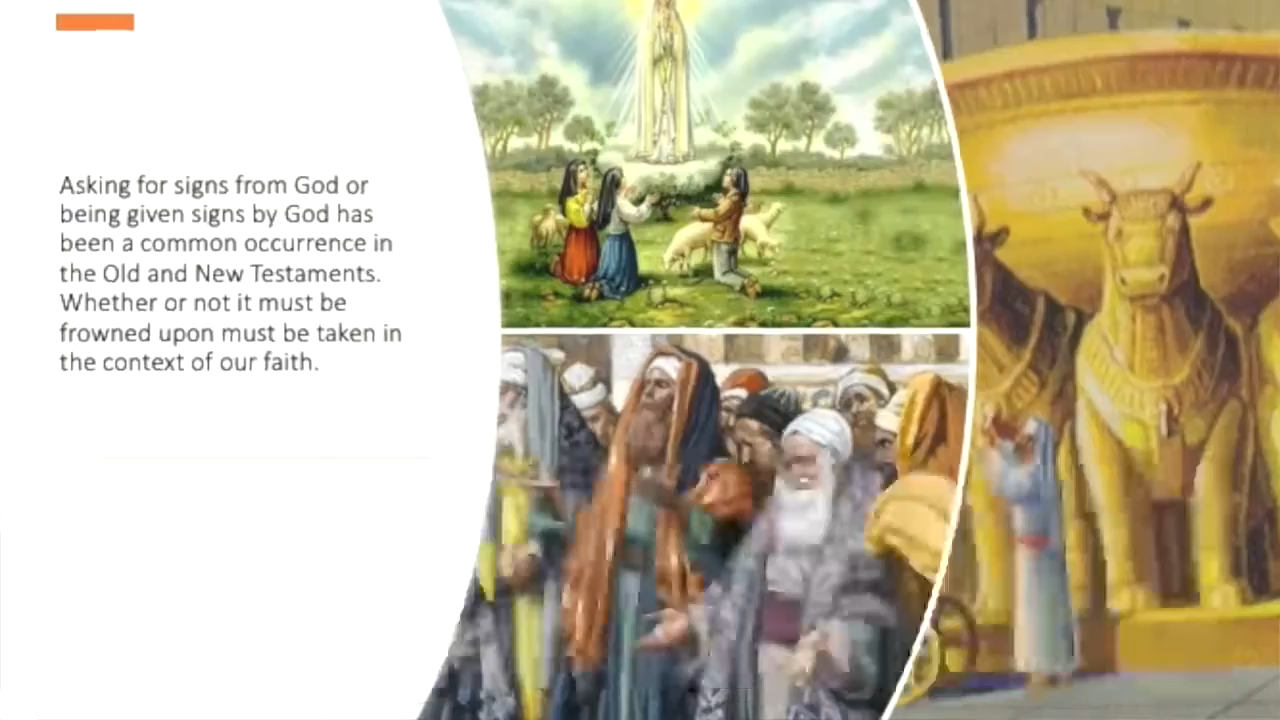 Asking for signs from God or
being given signs by God has
been a common occurrence in
the Old and New Testaments.
Whether or not it must be
frowned upon must be taken in
the context of our faith.